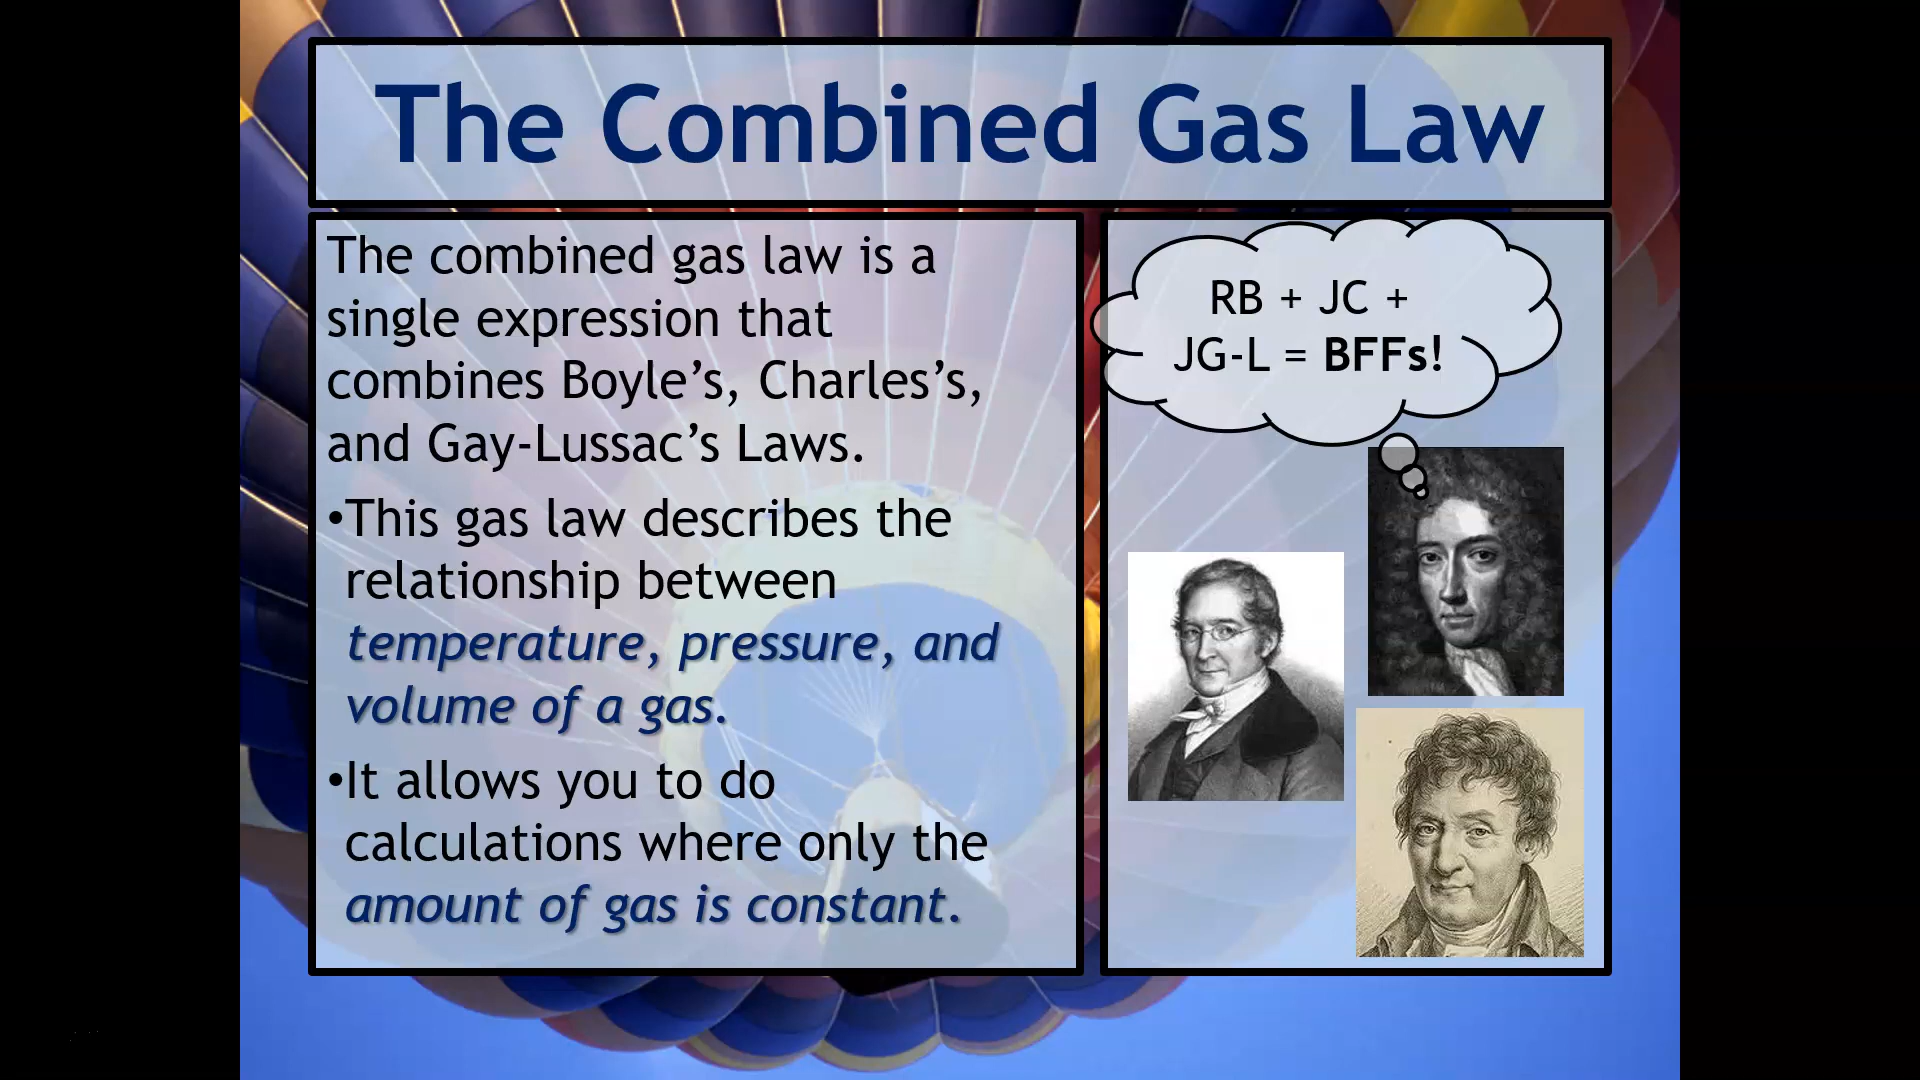 The Combined Gas Law
The combined gas law is a
single expression that
combines Boyle’s, Charles’s,
and Gay-Lussac’s Laws.
•This gas law describes the
relationship between
temperature, pressure, and
volume of a gas.
•It allows you to do
calculations where only the
amount of gas is constant.
RB + JC +
JG-L = BFFs!